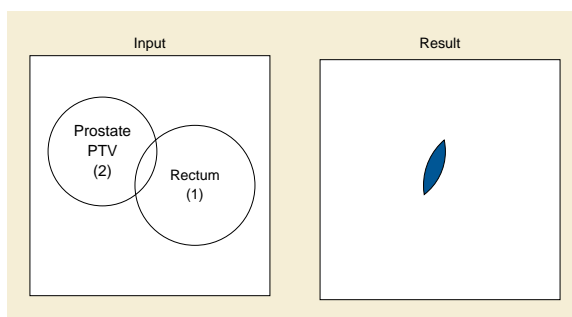 Input
Result
Prostate
PTV
(2)
Rectum
(1)